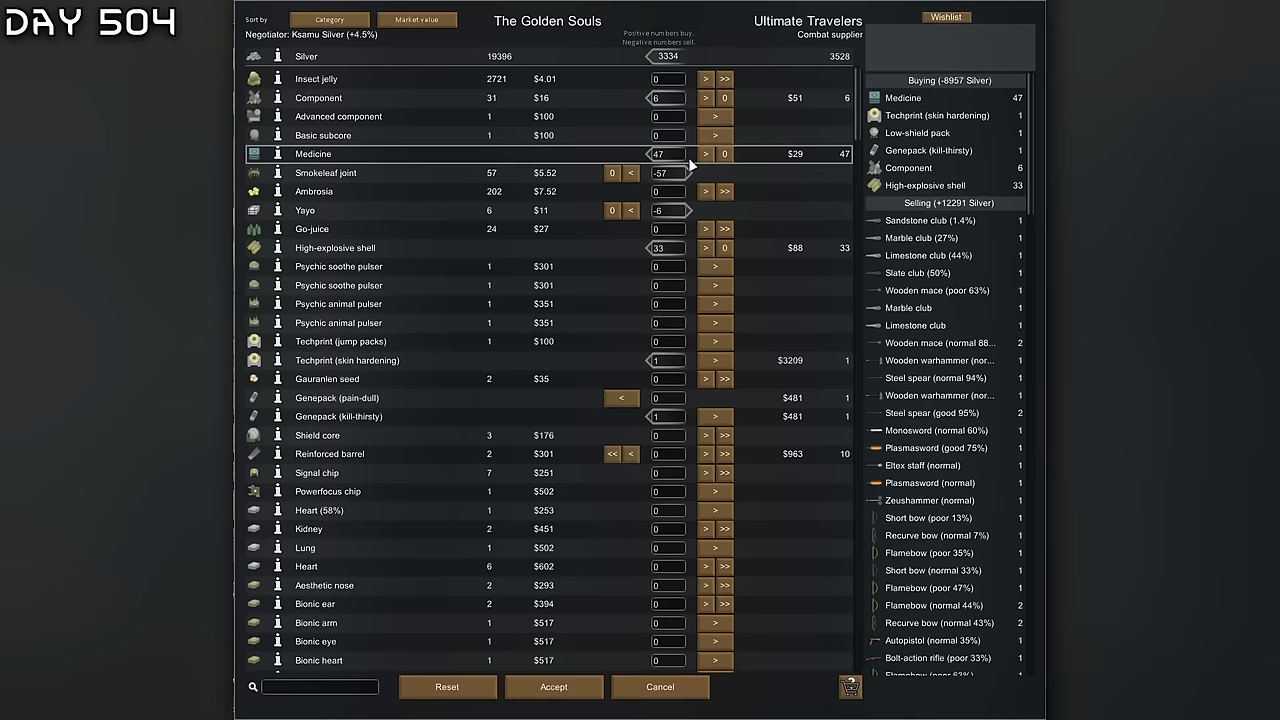 DAY 504
Sort by Category Market value The Golden Souls Ultimate Travelers Wishlist
Negotiator: Ksamu Silver (+4.5%) Positive numbers buy. Combat supplier
Negative numbers sell.
Silver 19396 3334 3528
Insect jelly 2721 $4.01 0 > >>
Component 31 $16 6 > 0 $51 6
Advanced component 1 $100 0 >
Basic subcore 1 $100 0 >
Medicine 47 > 0 $29 47
Smokeleaf joint 57 $5.52 0 < -57
Ambrosia 202 $7.52 0 > >>
Yayo 6 $11 0 < -6
Go-juice 24 $27 0 > >>
High-explosive shell 33 > 0 $88 33
Psychic soothe pulser 1 $301 0 >
Psychic soothe pulser 1 $301 0 >
Psychic animal pulser 1 $351 0 >
Psychic animal pulser 1 $351 0 >
Techprint (jump packs) 1 $100 0 >
Techprint (skin hardening) 1 > $3209 1
Gauranlen seed 2 $35 0 > >>
Genepack (pain-dull) < 0 $481 1
Genepack (kill-thirsty) 1 > $481 1
Shield core 3 $176 0 > >>
Reinforced barrel 2 $301 << < 0 > >> $963 10
Signal chip 7 $251 0 > >>
Powerfocus chip 1 $502 0 >
Heart (58%) 1 $253 0 >
Kidney 2 $451 0 > >>
Lung 1 $502 0 >
Heart 6 $602 0 > >>
Aesthetic nose 2 $293 0 > >>
Bionic ear 2 $394 0 > >>
Bionic arm 1 $517 0 >
Bionic eye 1 $517 0 >
Bionic heart 1 $517 0 >
Reset Accept Cancel
Buying (-8957 Silver)
Medicine 47
Techprint (skin hardening) 1
Low-shield pack 1
Genepack (kill-thirsty) 1
Component 6
High-explosive shell 33
Selling (+12291 Silver)
Sandstone club (1.4%) 1
Marble club (27%) 1
Limestone club (44%) 1
Slate club (50%) 1
Wooden mace (poor 63%) 1
Marble club 1
Limestone club 1
Wooden mace (normal 88... 2
Wooden warhammer (nor... 1
Steel spear (normal 94%) 1
Wooden warhammer (nor... 1
Steel spear (good 95%) 2
Monosword (normal 60%) 1
Plasmasword (good 75%) 1
Eltex staff (normal) 1
Plasmasword (normal) 1
Zeushammer (normal) 1
Short bow (poor 13%) 1
Recurve bow (normal 7%) 1
Flamebow (poor 35%) 1
Short bow (normal 33%) 1
Flamebow (poor 47%) 1
Flamebow (normal 44%) 2
Recurve bow (normal 43%) 2
Autopistol (normal 35%) 1
Bolt-action rifle (poor 33%) 1